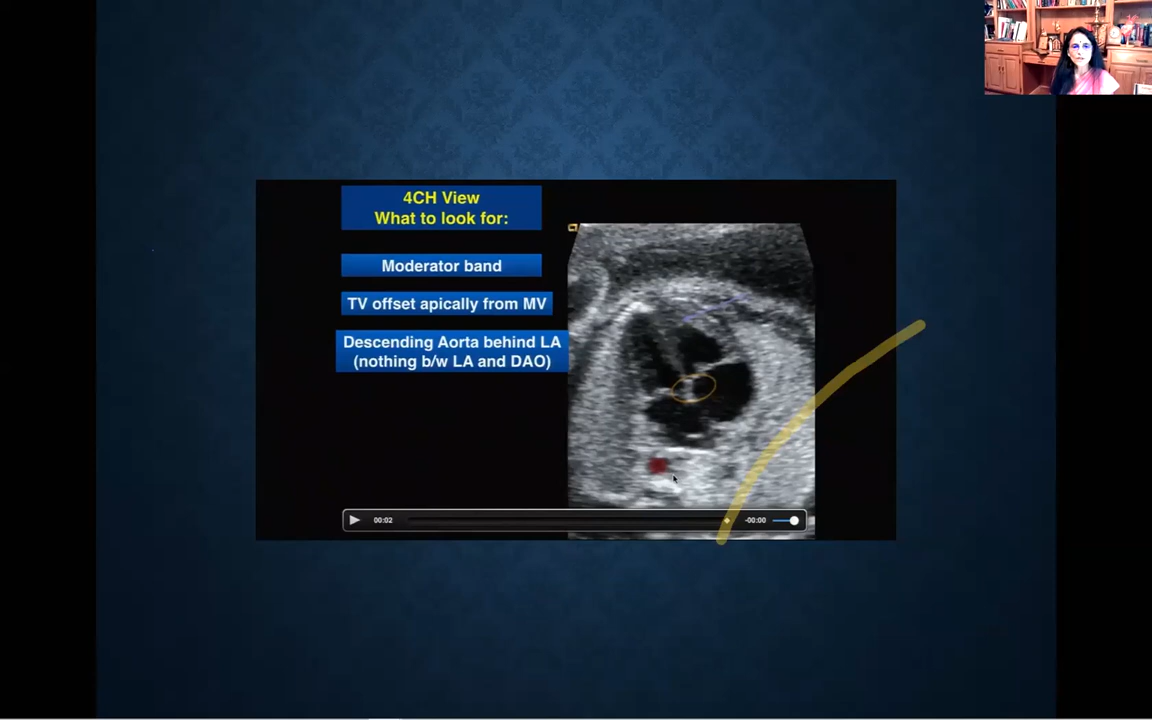 4CH View
What to look for:
Moderator band
TV offset apically from MV
Descending Aorta behind LA
(nothing b/w LA and DAO)
00:02
-00:00